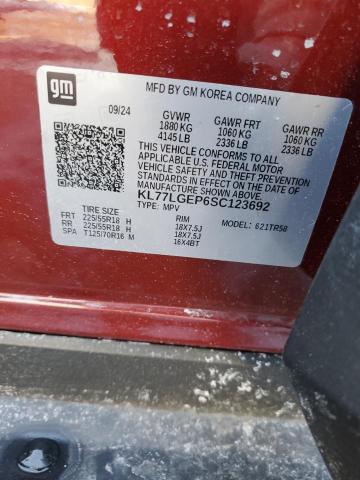 gm
MFD BY GM KOREA COMPANY
09/24 GVWR GAWR FRT GAWR RR
1880 KG 1060 KG 1060 KG
4145 LB 2336 LB 2336 LB
THIS VEHICLE CONFORMS TO ALL APPLICABLE
U.S. FEDERAL MOTOR
VEHICLE SAFETY AND THEFT PREVENTION
STANDARDS IN EFFECT ON THE DATE OF
MANUFACTURE SHOWN ABOVE.
KL77LGEP6SC123692
TYPE: MPV MODEL: 621TR58
TIRE SIZE RIM
FRT 225/55R18 H 18X7.5J
RR 225/55R18 H 18X7.5J
SPA T125/70R16 M 16X4BT